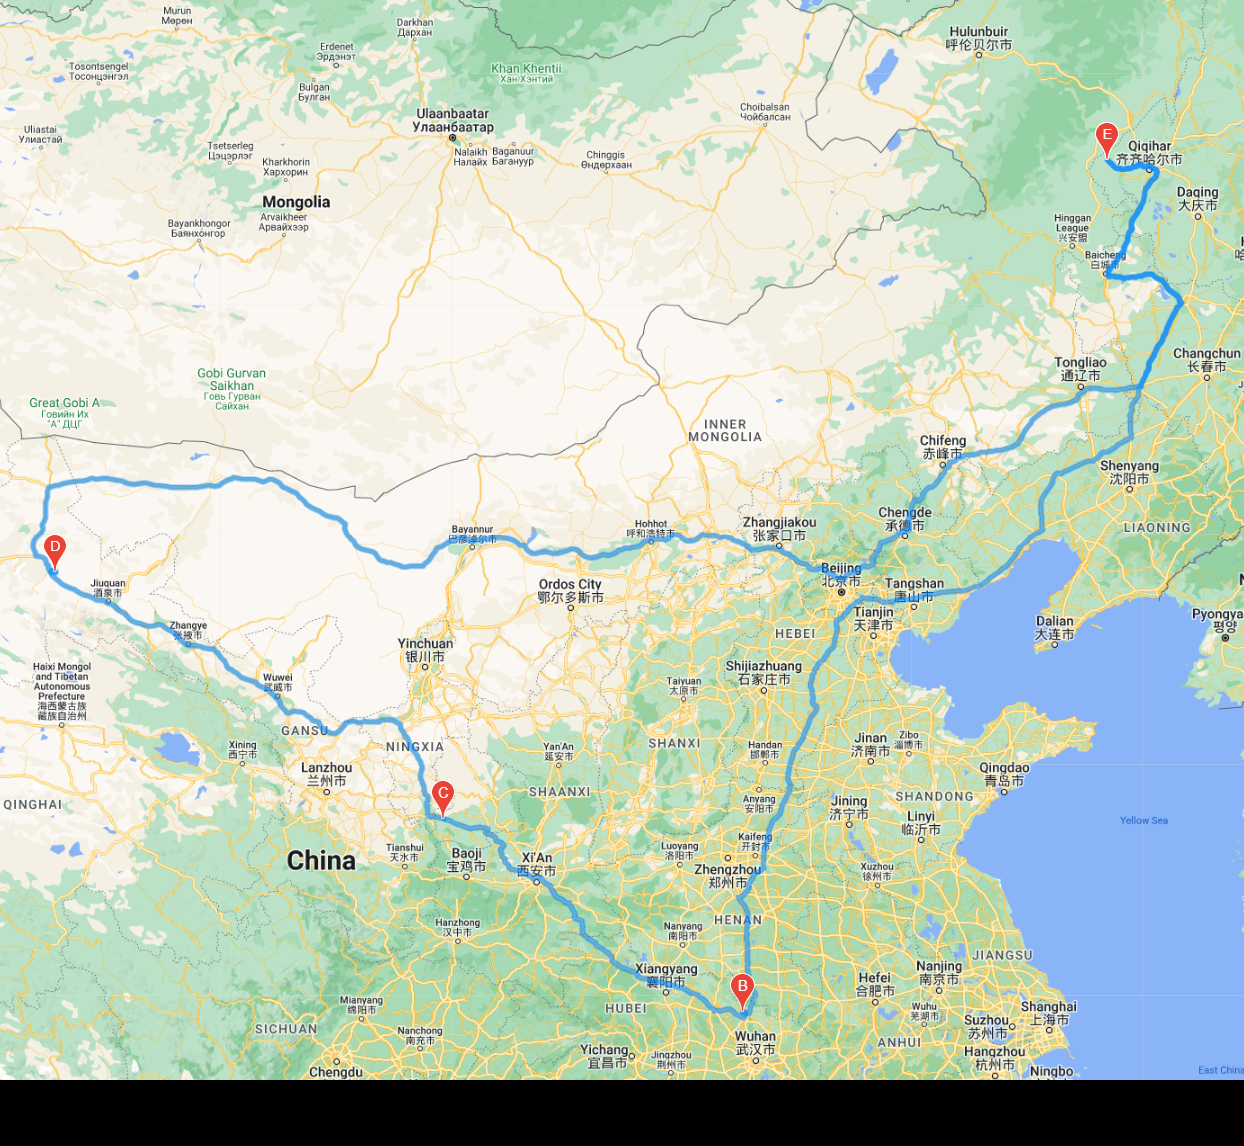 Murun
Мөрөн
Darkhan
Дархан
Hulunbuir
呼伦贝尔市
Erdenet
Эрдэнэт
Tosontsengel
Тосонцэнгэл
Khan Khentii
Хан Хэнтий
Bulgan
Булган
Ulaanbaatar
Улаанбаатар
Choibalsan
Чойбалсан
Uliastai
Улиастай
E
Tsetserleg
Цэцэрлэг
Nalaikh
Налайх
Baganuur
Багануур
Chinggis
Өндөрхаан
Qiqihar
齐齐哈尔市
Kharkhorin
Хархорин
Mongolia
Daqing
大庆市
Arvaikheer
Арвайхээр
Bayankhongor
Баянхонгор
Hinggan
League
兴安盟
Baicheng
白城市
Changchun
长春市
Tongliao
通辽市
Gobi Gurvan
Saikhan
Говь Гурван
Сайхан
Great Gobi A
Говийн Их
"А" ДЦГ
INNER
MONGOLIA
Chifeng
赤峰市
Shenyang
沈阳市
Chengde
承德市
Zhangjiakou
张家口市
Hohhot
呼和浩特市
Bayannur
巴彦淖尔市
LIAONING
D
Beijing
北京市
Jiuquan
酒泉市
Ordos City
鄂尔多斯市
Tangshan
唐山市
Tianjin
天津市
Dalian
大连市
Pyongya
평양
Zhangye
张掖市
HEBEI
Yinchuan
银川市
Shijiazhuang
石家庄市
Haixi Mongol
and Tibetan
Autonomous
Prefecture
海西蒙古族
藏族自治州
Wuwei
武威市
Taiyuan
太原市
GANSU
NINGXIA
Xining
西宁市
Yan'An
延安市
SHANXI
Handan
邯郸市
Jinan
济南市
Zibo
淄博市
Lanzhou
兰州市
Qingdao
青岛市
QINGHAI
C
SHAANXI
Anyang
安阳市
Jining
济宁市
SHANDONG
Linyi
临沂市
Yellow Sea
China
Tianshui
天水市
Baoji
宝鸡市
Xi'An
西安市
Luoyang
洛阳市
Kaifeng
开封市
Zhengzhou
郑州市
Xuzhou
徐州市
Hanzhong
汉中市
Nanyang
南阳市
HENAN
Xiangyang
襄阳市
B
Hefei
合肥市
Nanjing
南京市
JIANGSU
Mianyang
绵阳市
HUBEI
Wuhu
芜湖市
Shanghai
上海市
Suzhou
苏州市
SICHUAN
Nanchong
南充市
Wuhan
武汉市
ANHUI
Yichang
宜昌市
Jingzhou
荆州市
Hangzhou
杭州市
Chengdu
Ningbo
East China